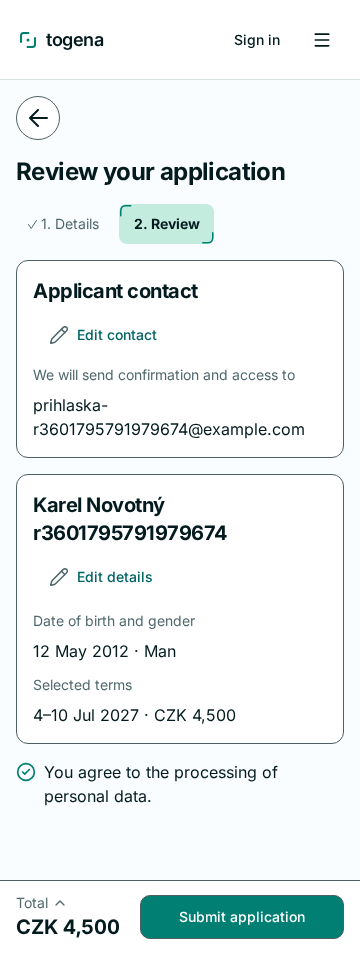 togena
Sign in
Review your application
1. Details
2. Review
Applicant contact
Edit contact
We will send confirmation and access to
prihlaska-
r3601795791979674@example.com
Karel Novotný
r3601795791979674
Edit details
Date of birth and gender
12 May 2012 · Man
Selected terms
4–10 Jul 2027 · CZK 4,500
You agree to the processing of
personal data.
Total
CZK 4,500
Submit application